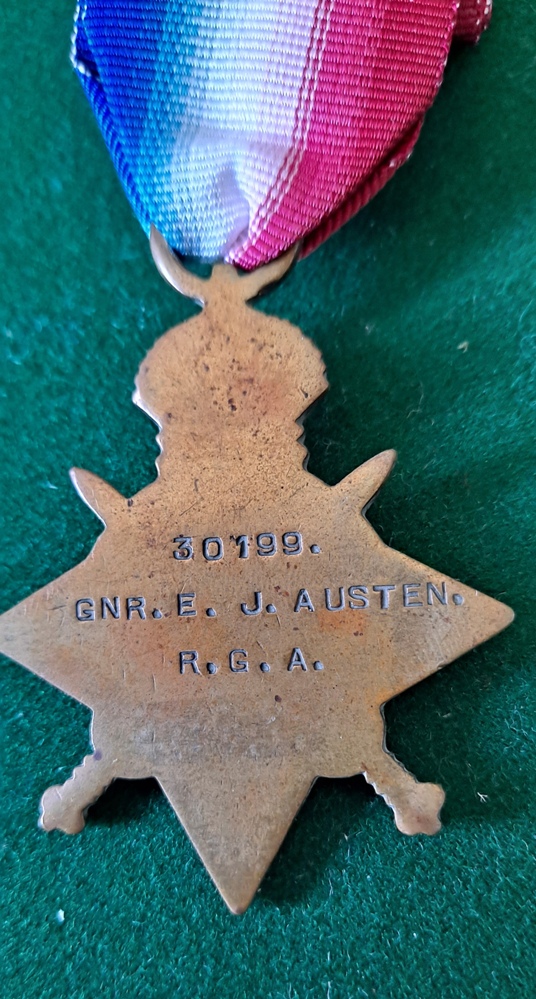 30199.
GNR. E. J. AUSTEN.
R. G. A.